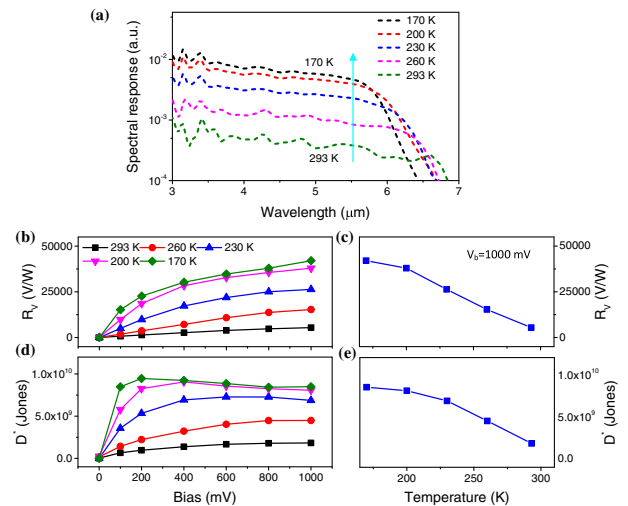 (a)
Spectral response (a.u.)
10⁻²
10⁻³
10⁻⁴
170 K
200 K
230 K
260 K
293 K
170 K
293 K
3 4 5 6 7
Wavelength (μm)
(b)
293 K 260 K 230 K
200 K 170 K
50000
25000
0
R_V (V/W)
(c)
V_b=1000 mV
50000
25000
0
R_V (V/W)
(d)
1.0x10¹⁰
5.0x10⁹
0.0
D* (Jones)
0 200 400 600 800 1000
Bias (mV)
(e)
1.0x10¹⁰
5.0x10⁹
0.0
D* (Jones)
200 250 300
Temperature (K)